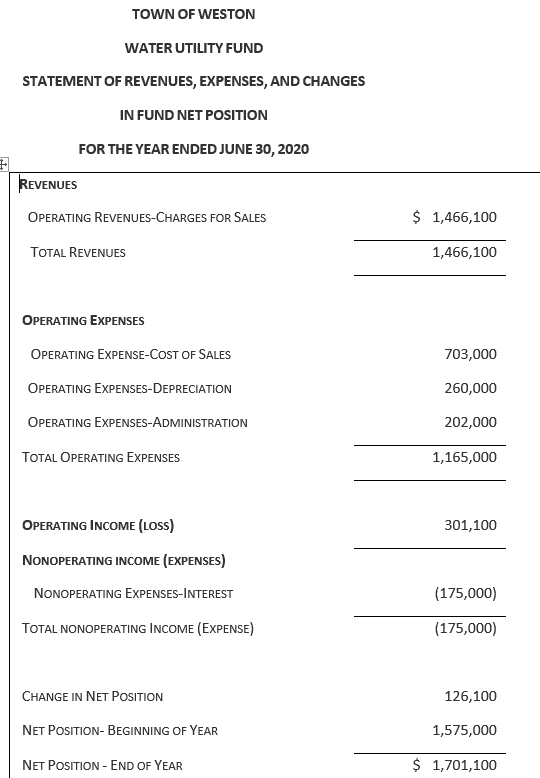 TOWN OF WESTON
WATER UTILITY FUND
STATEMENT OF REVENUES, EXPENSES, AND CHANGES
IN FUND NET POSITION
FOR THE YEAR ENDED JUNE 30, 2020
REVENUES
OPERATING REVENUES-CHARGES FOR SALES $ 1,466,100
TOTAL REVENUES 1,466,100
OPERATING EXPENSES
OPERATING EXPENSE-COST OF SALES 703,000
OPERATING EXPENSES-DEPRECIATION 260,000
OPERATING EXPENSES-ADMINISTRATION 202,000
TOTAL OPERATING EXPENSES 1,165,000
OPERATING INCOME (LOSS) 301,100
NONOPERATING INCOME (EXPENSES)
NONOPERATING EXPENSES-INTEREST (175,000)
TOTAL NONOPERATING INCOME (EXPENSE) (175,000)
CHANGE IN NET POSITION 126,100
NET POSITION- BEGINNING OF YEAR 1,575,000
NET POSITION - END OF YEAR $ 1,701,100